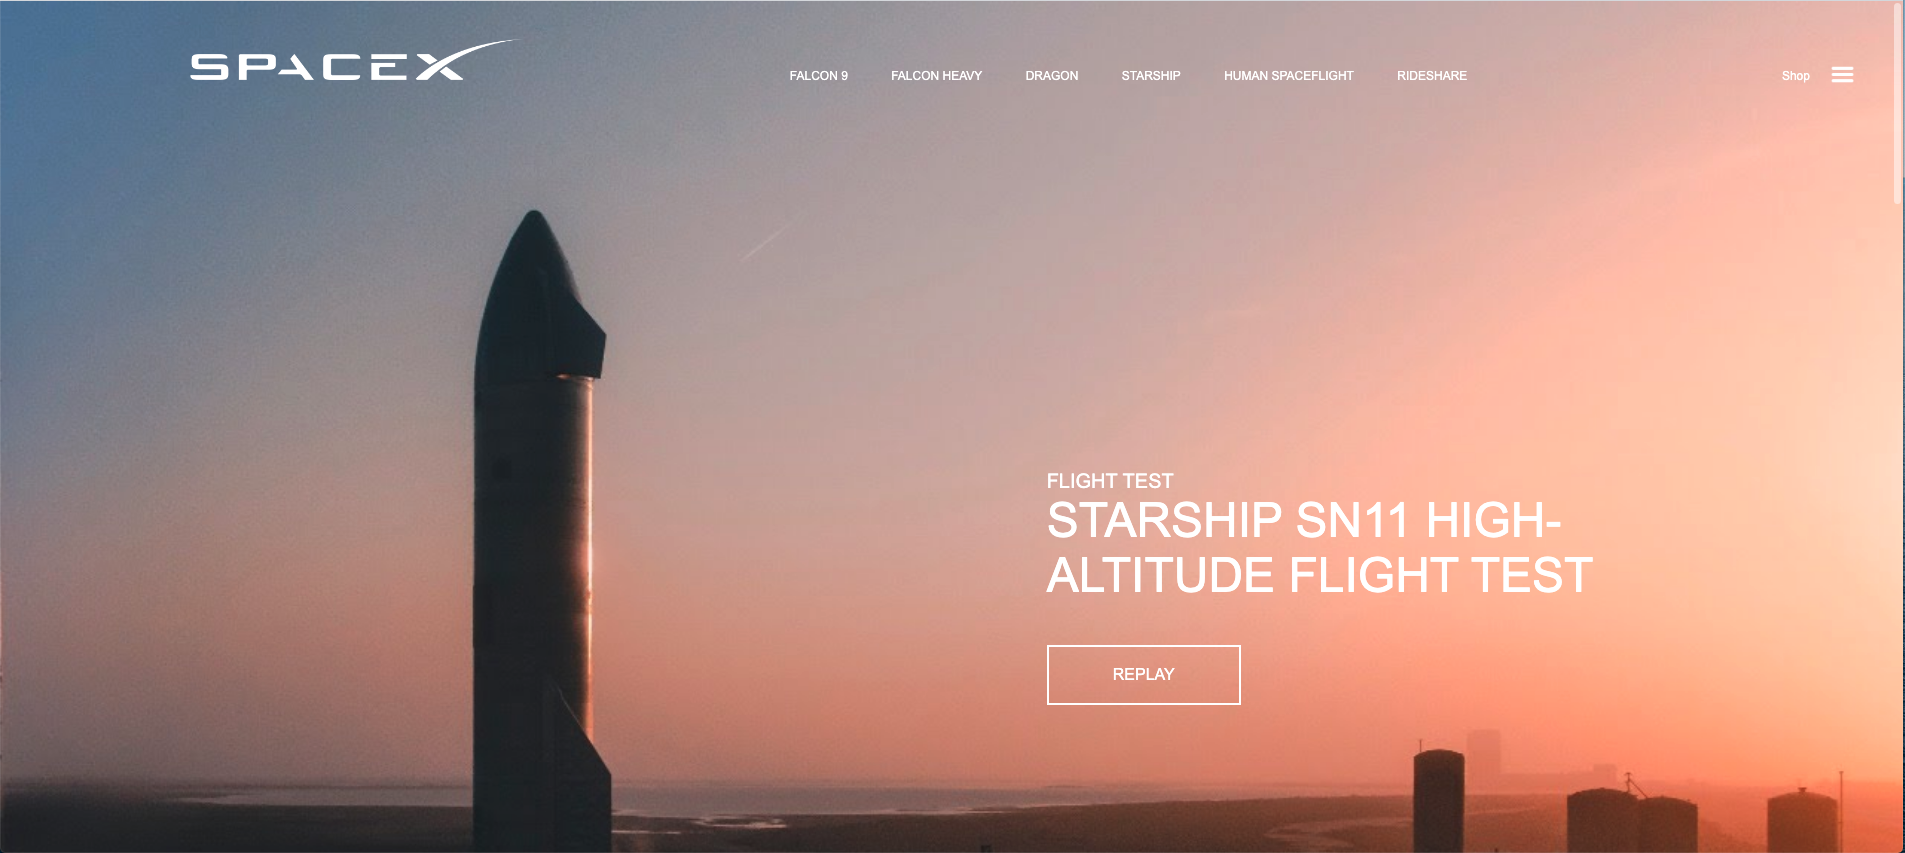 SPACEX
FALCON 9 FALCON HEAVY DRAGON STARSHIP HUMAN SPACEFLIGHT RIDESHARE Shop
FLIGHT TEST
STARSHIP SN11 HIGH-
ALTITUDE FLIGHT TEST
REPLAY